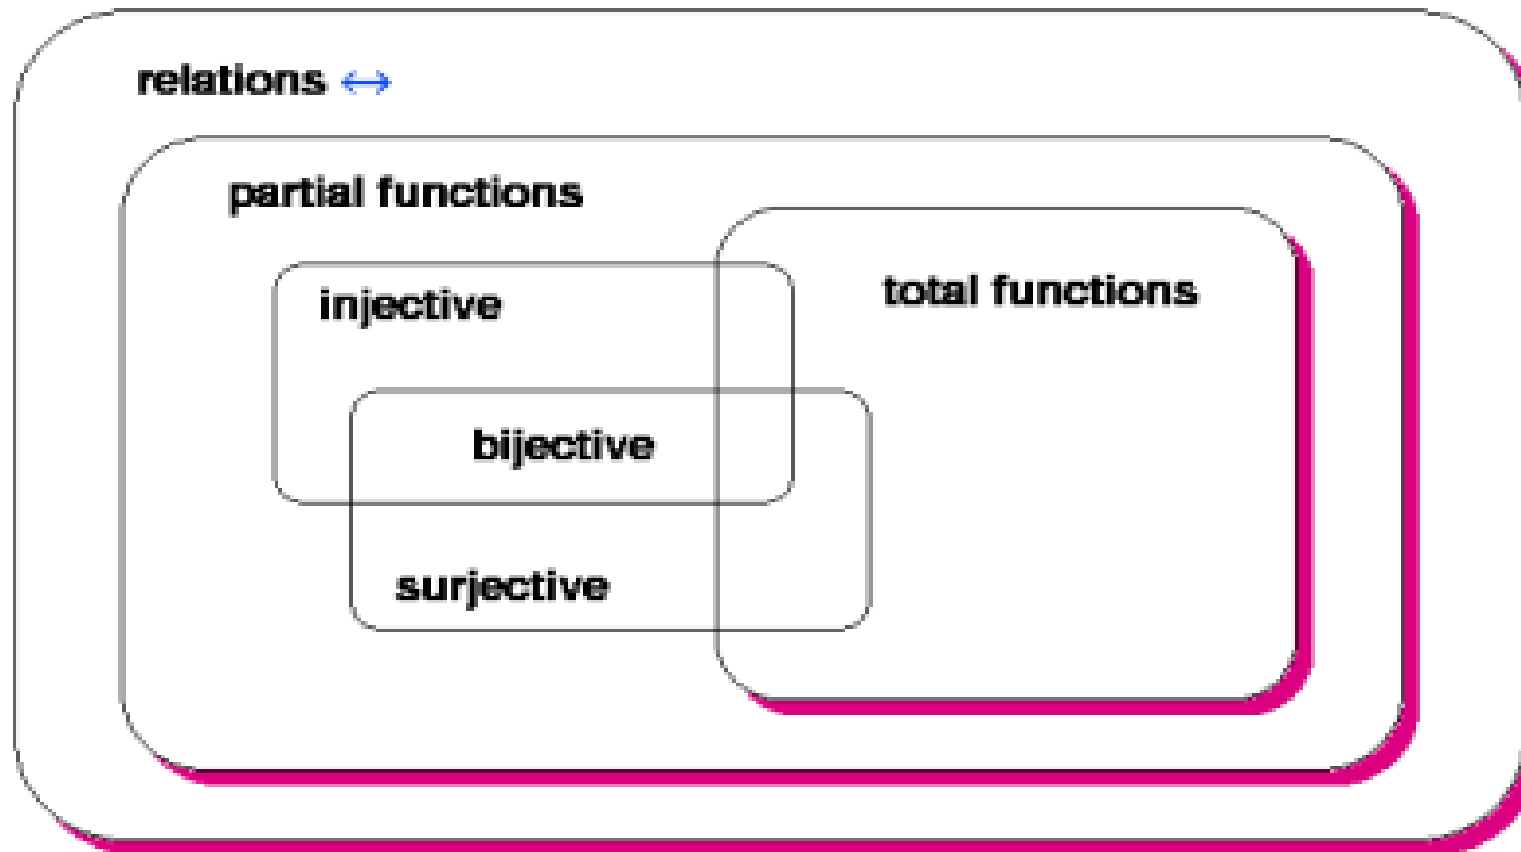 relations ↔
partial functions
total functions
injective
bijective
surjective